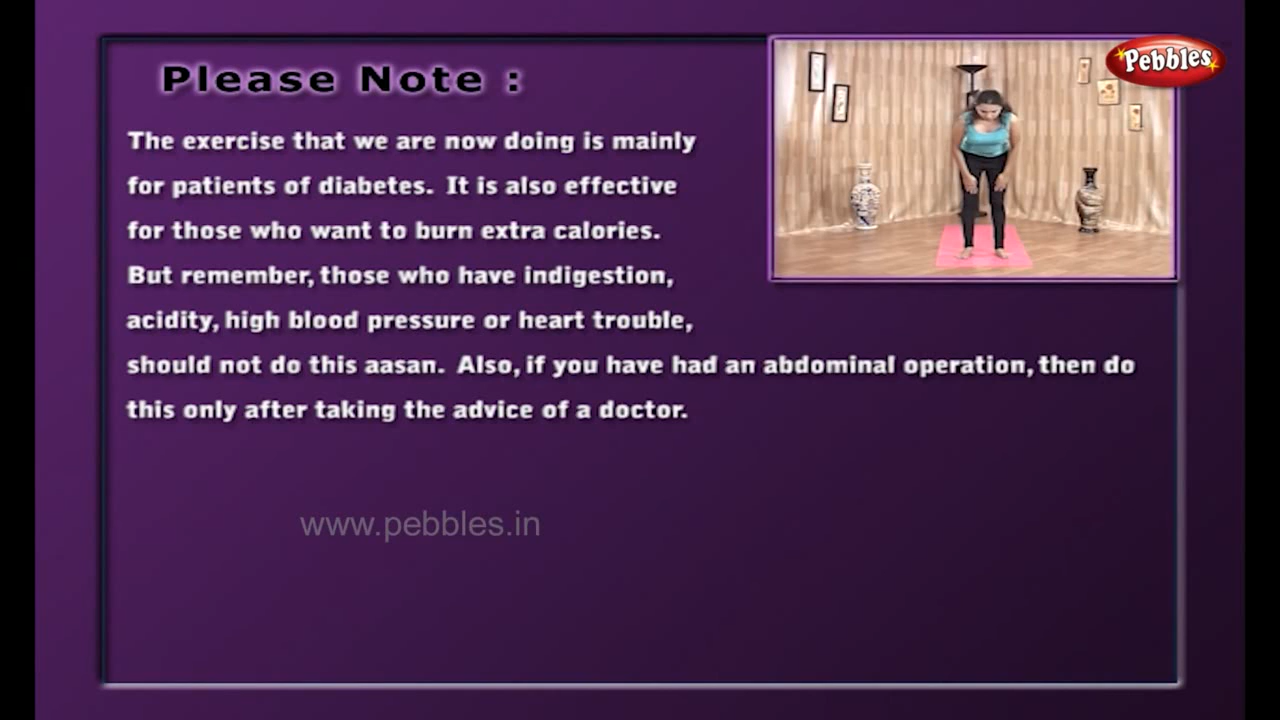 Please Note :
Pebbles
The exercise that we are now doing is mainly
for patients of diabetes. It is also effective
for those who want to burn extra calories.
But remember, those who have indigestion,
acidity, high blood pressure or heart trouble,
should not do this aasan. Also, if you have had an abdominal operation, then do
this only after taking the advice of a doctor.
www.pebbles.in